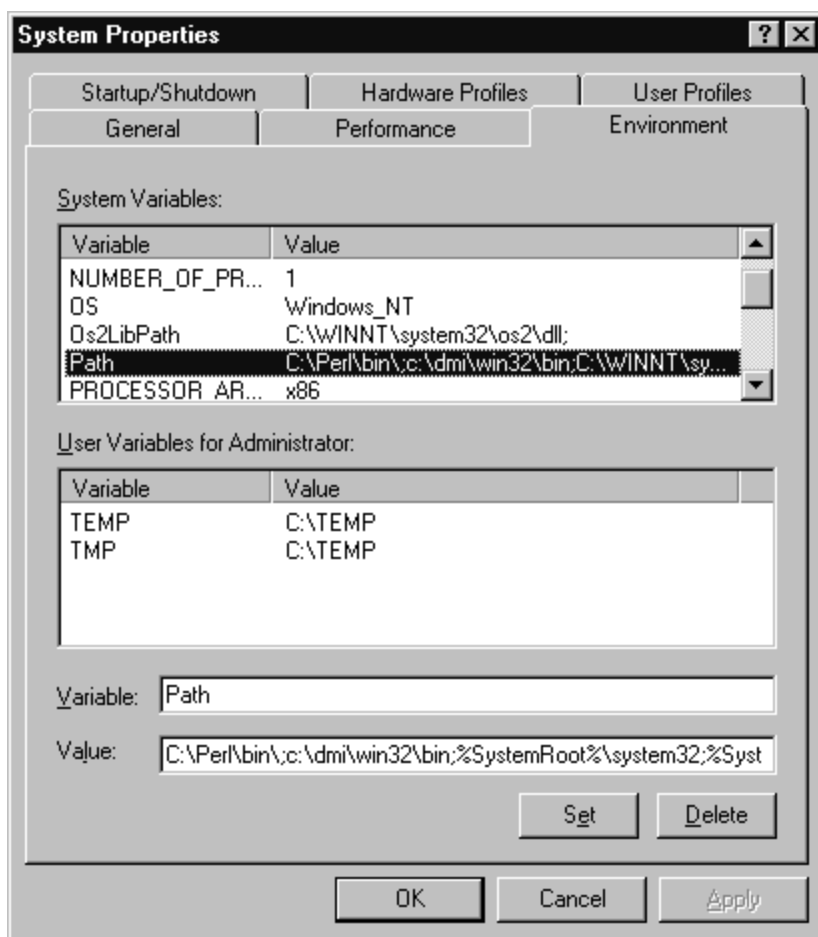 System Properties
Startup/Shutdown Hardware Profiles User Profiles
General Performance Environment
System Variables:
Variable Value
NUMBER_OF_PR... 1
OS Windows_NT
Os2LibPath C:\WINNT\system32\os2\dll;
Path C:\Perl\bin\;c:\dmi\win32\bin;C:\WINNT\sy...
PROCESSOR_AR... x86
User Variables for Administrator:
Variable Value
TEMP C:\TEMP
TMP C:\TEMP
Variable: Path
Value: C:\Perl\bin\;c:\dmi\win32\bin;%SystemRoot%\system32;%Syst
Set Delete
OK Cancel Apply